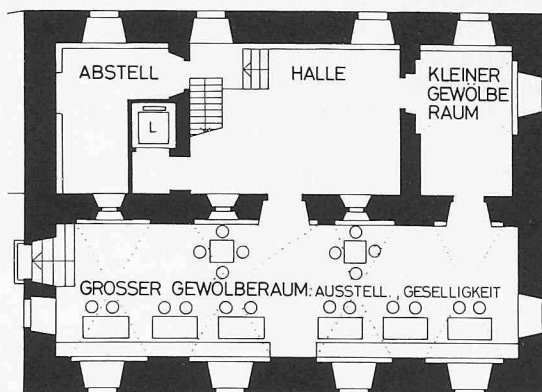 ABSTELL
HALLE
KLEINER
GEWÖLBE
RAUM
L
GROSSER GEWÖLBERAUM: AUSSTELL., GESELLIGKEIT